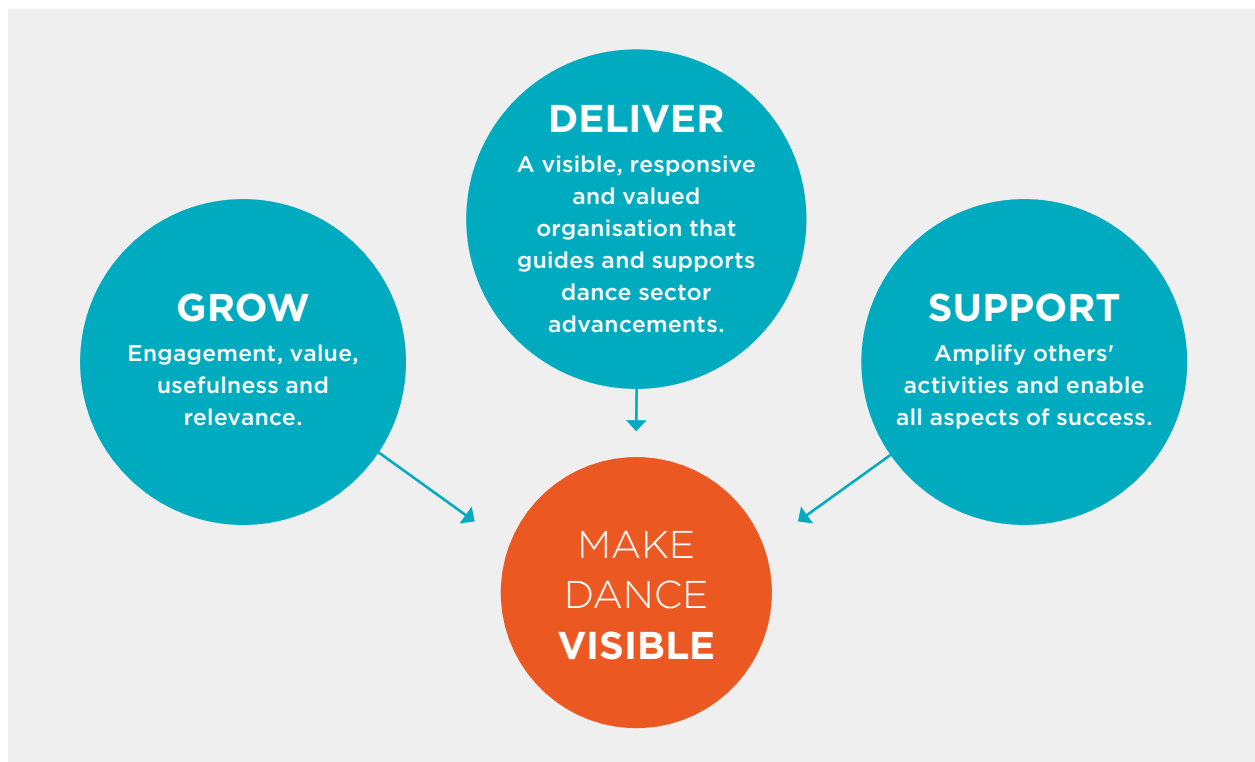 DELIVER
A visible, responsive
and valued
organisation that
guides and supports
dance sector
advancements.
GROW
Engagement, value,
usefulness and
relevance.
SUPPORT
Amplify others'
activities and enable
all aspects of success.
MAKE
DANCE
VISIBLE